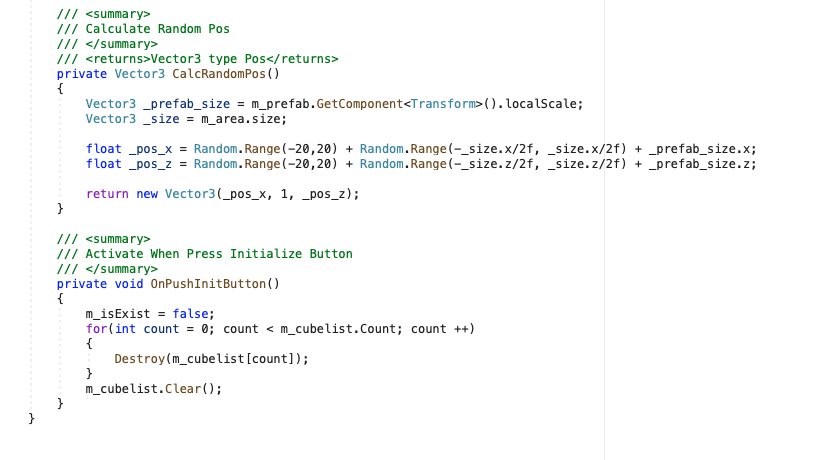 /// <summary>
/// Calculate Random Pos
/// </summary>
/// <returns>Vector3 type Pos</returns>
private Vector3 CalcRandomPos()
{
Vector3 _prefab_size = m_prefab.GetComponent<Transform>().localScale;
Vector3 _size = m_area.size;
float _pos_x = Random.Range(-20,20) + Random.Range(-_size.x/2f, _size.x/2f) + _prefab_size.x;
float _pos_z = Random.Range(-20,20) + Random.Range(-_size.z/2f, _size.z/2f) + _prefab_size.z;
return new Vector3(_pos_x, 1, _pos_z);
}
/// <summary>
/// Activate When Press Initialize Button
/// </summary>
private void OnPushInitButton()
{
m_isExist = false;
for(int count = 0; count < m_cubelist.Count; count ++)
{
Destroy(m_cubelist[count]);
}
m_cubelist.Clear();
}
}